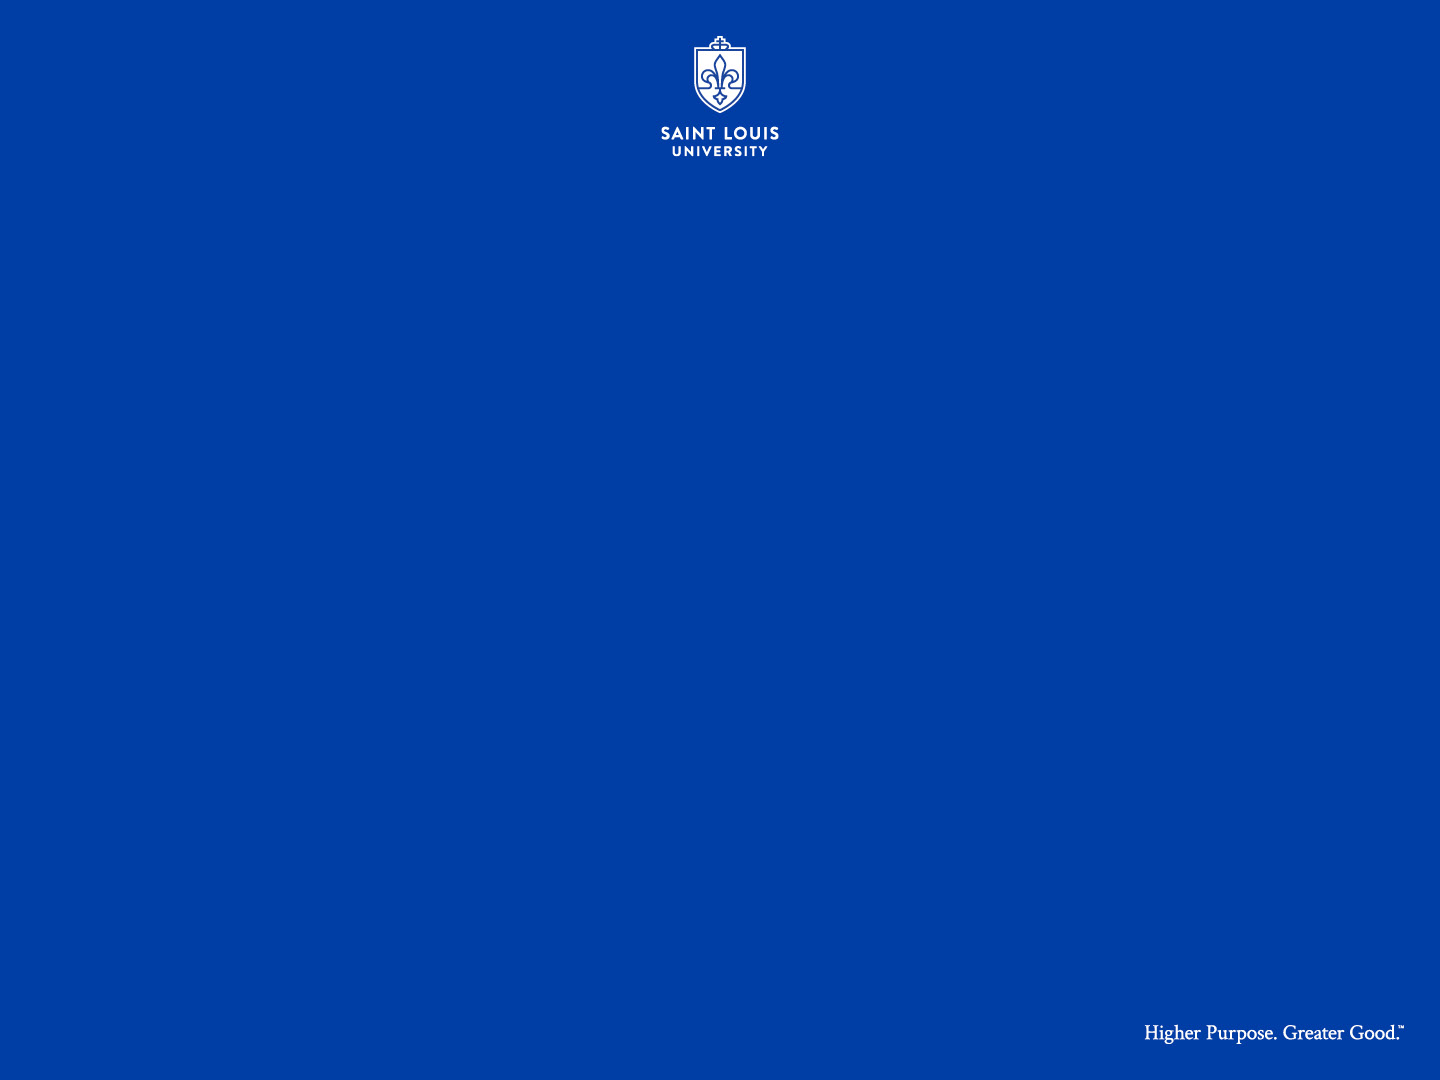 SAINT LOUIS
UNIVERSITY
Higher Purpose. Greater Good.™